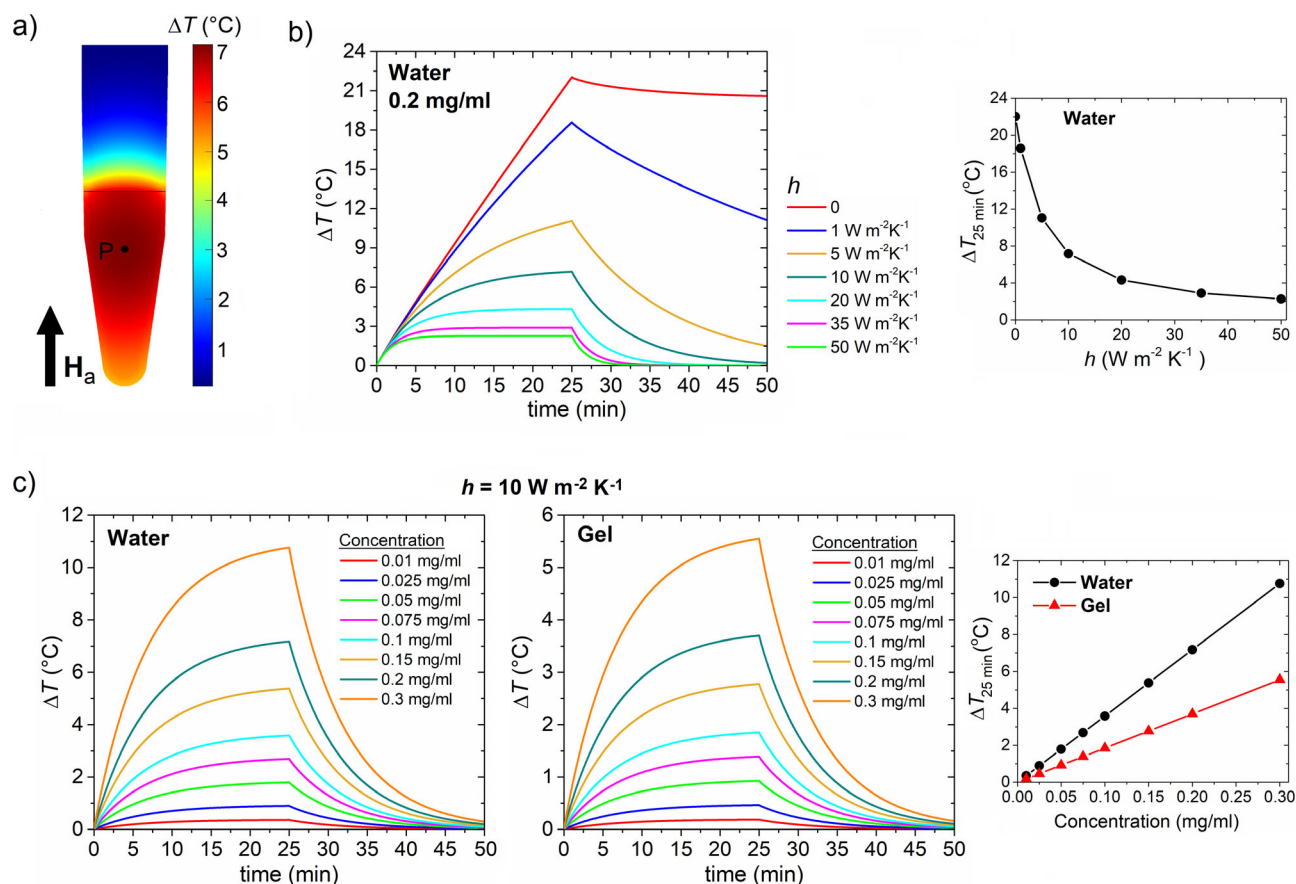 a)
ΔT (°C)
7
6
5
4
3
2
1
P
Hₐ
b)
Water
0.2 mg/ml
ΔT (°C)
24
21
18
15
12
9
6
3
0
0 5 10 15 20 25 30 35 40 45 50
time (min)
h
0
1 W m⁻²K⁻¹
5 W m⁻²K⁻¹
10 W m⁻²K⁻¹
20 W m⁻²K⁻¹
35 W m⁻²K⁻¹
50 W m⁻²K⁻¹
Water
ΔT₂₅ ₘᵢₙ (°C)
24
20
16
12
8
4
0
0 10 20 30 40 50
h (W m⁻² K⁻¹)
c)
h = 10 W m⁻² K⁻¹
Water
ΔT (°C)
12
10
8
6
4
2
0
0 5 10 15 20 25 30 35 40 45 50
time (min)
Concentration
0.01 mg/ml
0.025 mg/ml
0.05 mg/ml
0.075 mg/ml
0.1 mg/ml
0.15 mg/ml
0.2 mg/ml
0.3 mg/ml
Gel
ΔT (°C)
6
5
4
3
2
1
0
0 5 10 15 20 25 30 35 40 45 50
time (min)
Concentration
0.01 mg/ml
0.025 mg/ml
0.05 mg/ml
0.075 mg/ml
0.1 mg/ml
0.15 mg/ml
0.2 mg/ml
0.3 mg/ml
Water
Gel
ΔT₂₅ ₘᵢₙ (°C)
12
10
8
6
4
2
0
0.00 0.05 0.10 0.15 0.20 0.25 0.30
Concentration (mg/ml)